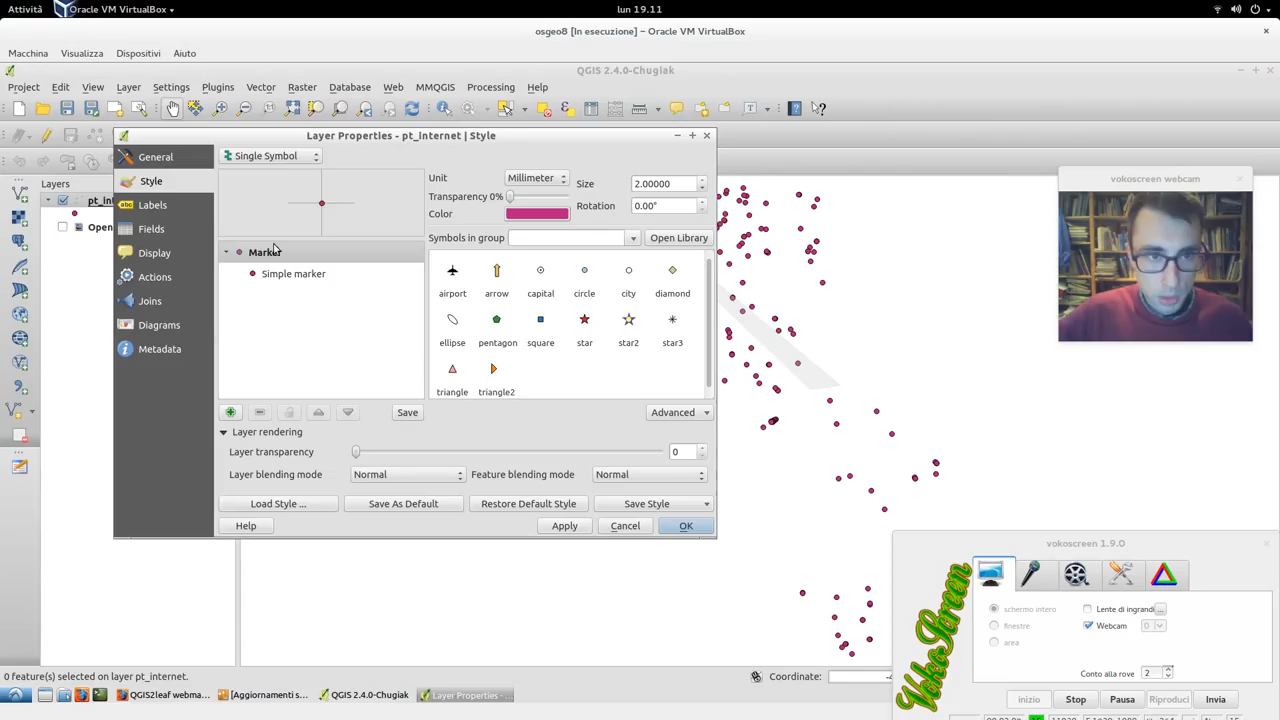 Attività Oracle VM VirtualBox lun 19.11
osgeo8 [In esecuzione] – Oracle VM VirtualBox
Macchina Visualizza Dispositivi Aiuto
QGIS 2.4.0-Chugiak
Project Edit View Layer Settings Plugins Vector Raster Database Web MMQGIS Processing Help
Layers
Layer Properties - pt_internet | Style
General
Style
Labels
Fields
Display
Actions
Joins
Diagrams
Metadata
Single Symbol
Marker
Simple marker
Unit Millimeter Size 2.00000
Transparency 0% Rotation 0.00°
Color
Symbols in group Open Library
airport arrow capital circle city diamond
ellipse pentagon square star star2 star3
triangle triangle2
Save Advanced
Layer rendering
Layer transparency 0
Layer blending mode Normal Feature blending mode Normal
Load Style ... Save As Default Restore Default Style Save Style
Help Apply Cancel OK
vokoscreen webcam
vokoscreen 1.9.0
VokoScreen
schermo intero Lente di ingrandi ...
finestre Webcam 0
area
Conto alla rove 2
inizio Stop Pausa Riproduci Invia
0 feature(s) selected on layer pt_internet. Coordinate:
QGIS2leaf webma... [Aggiornamenti s... QGIS 2.4.0-Chugiak Layer Properties - ...